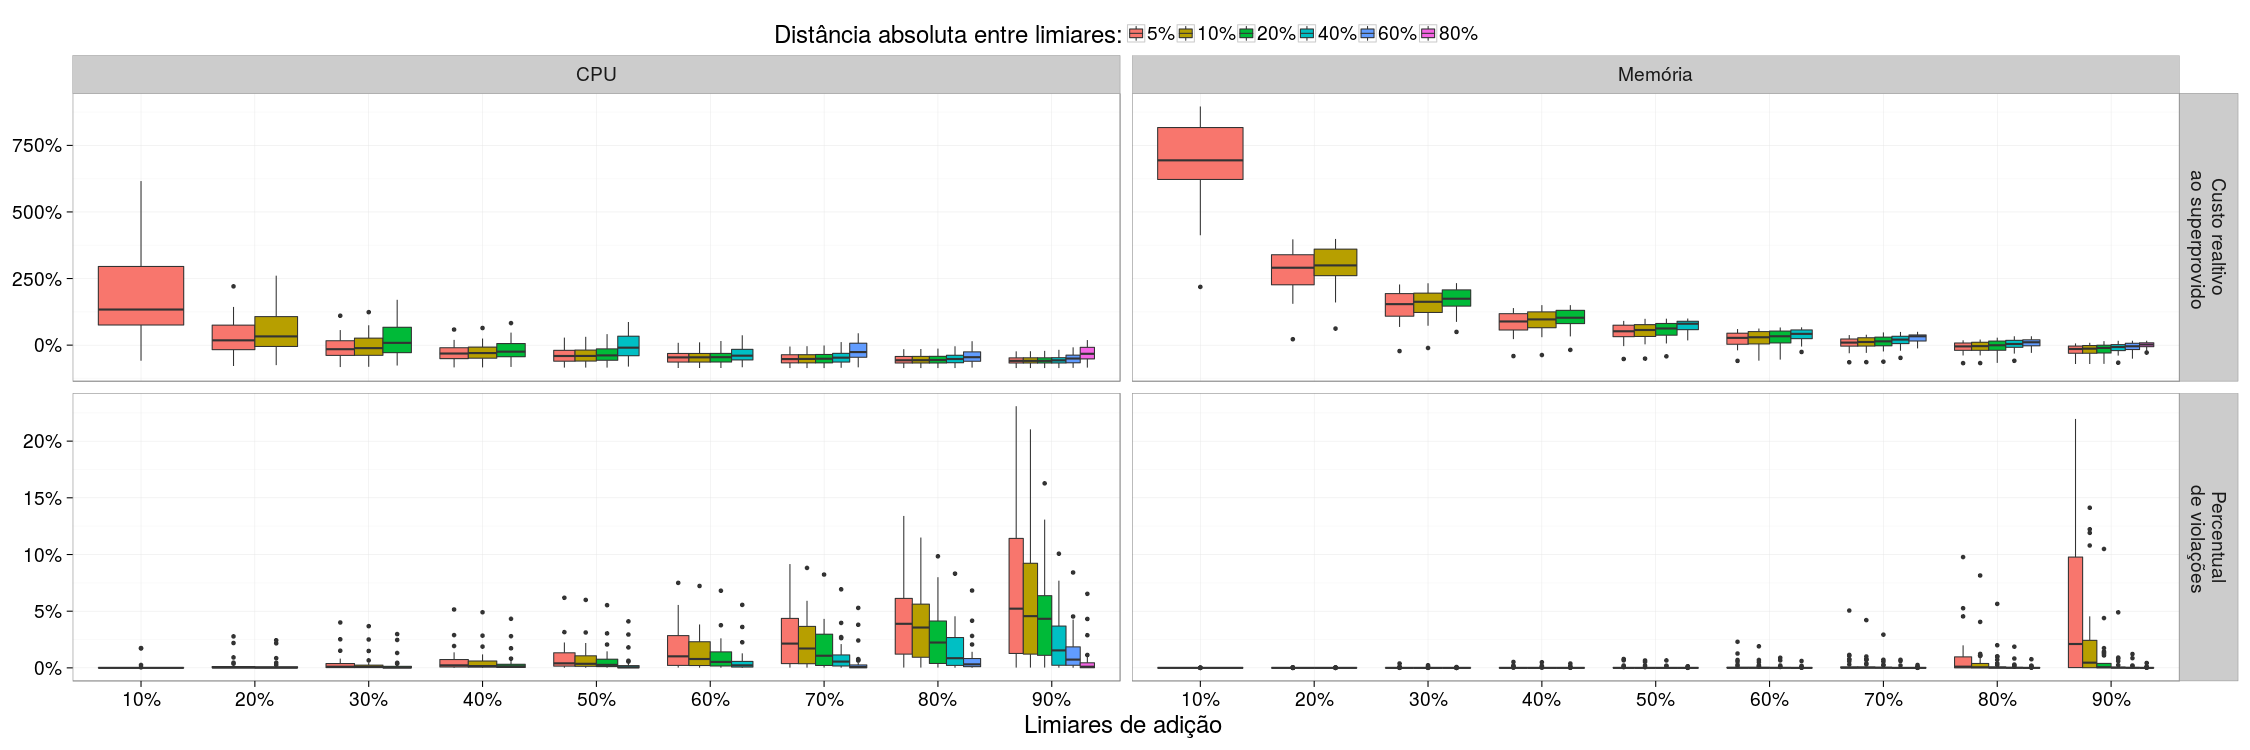 Distância absoluta entre limiares: 5% 10% 20% 40% 60% 80%
CPU
Memória
750%
500%
250%
0%
Custo realtivo
ao superprovido
20%
15%
10%
5%
0%
Percentual
de violações
10% 20% 30% 40% 50% 60% 70% 80% 90%
10% 20% 30% 40% 50% 60% 70% 80% 90%
Limiares de adição